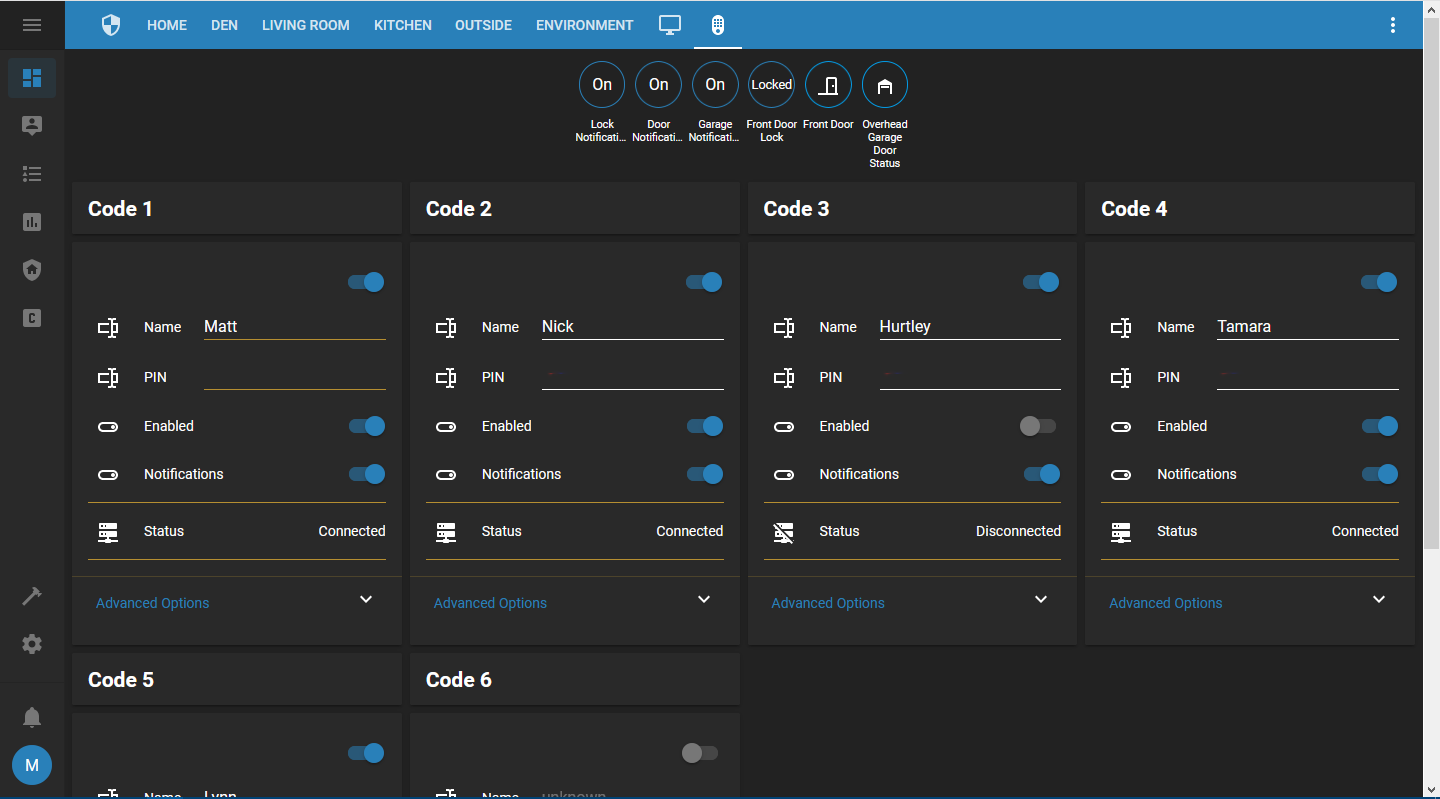 HOME DEN LIVING ROOM KITCHEN OUTSIDE ENVIRONMENT
On On On Locked
Lock Notificati... Door Notificati... Garage Notificati... Front Door Lock Front Door Overhead Garage Door Status
Code 1 Code 2 Code 3 Code 4
Name Matt Name Nick Name Hurtley Name Tamara
PIN PIN PIN PIN
Enabled Enabled Enabled Enabled
Notifications Notifications Notifications Notifications
Status Connected Status Connected Status Disconnected Status Connected
Advanced Options Advanced Options Advanced Options Advanced Options
C
Code 5 Code 6
M
Name Lynn Name unknown